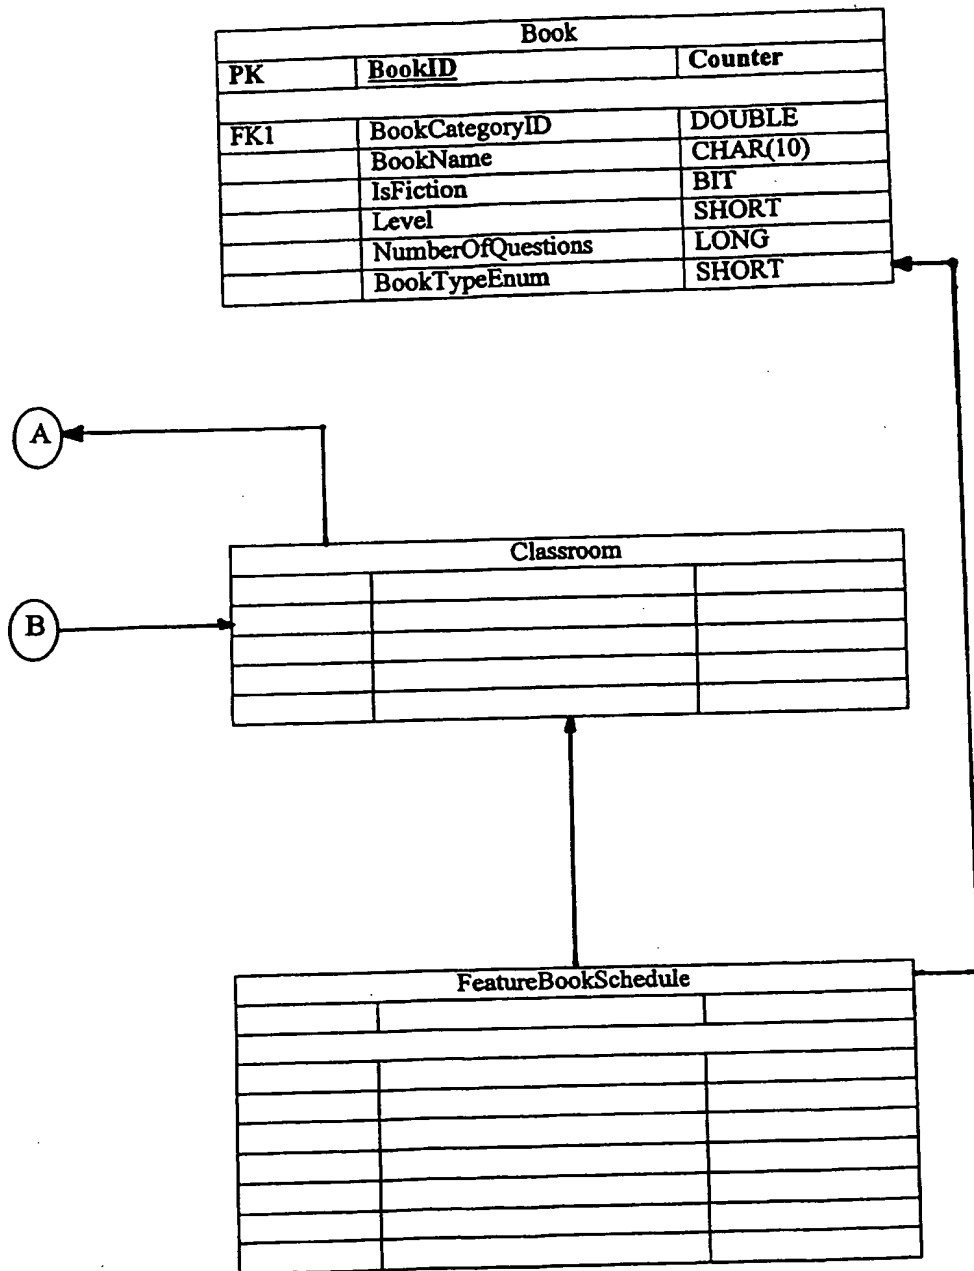 Book
PK BookID Counter
FK1 BookCategoryID DOUBLE
BookName CHAR(10)
IsFiction BIT
Level SHORT
NumberOfQuestions LONG
BookTypeEnum SHORT
A
Classroom
B
FeatureBookSchedule